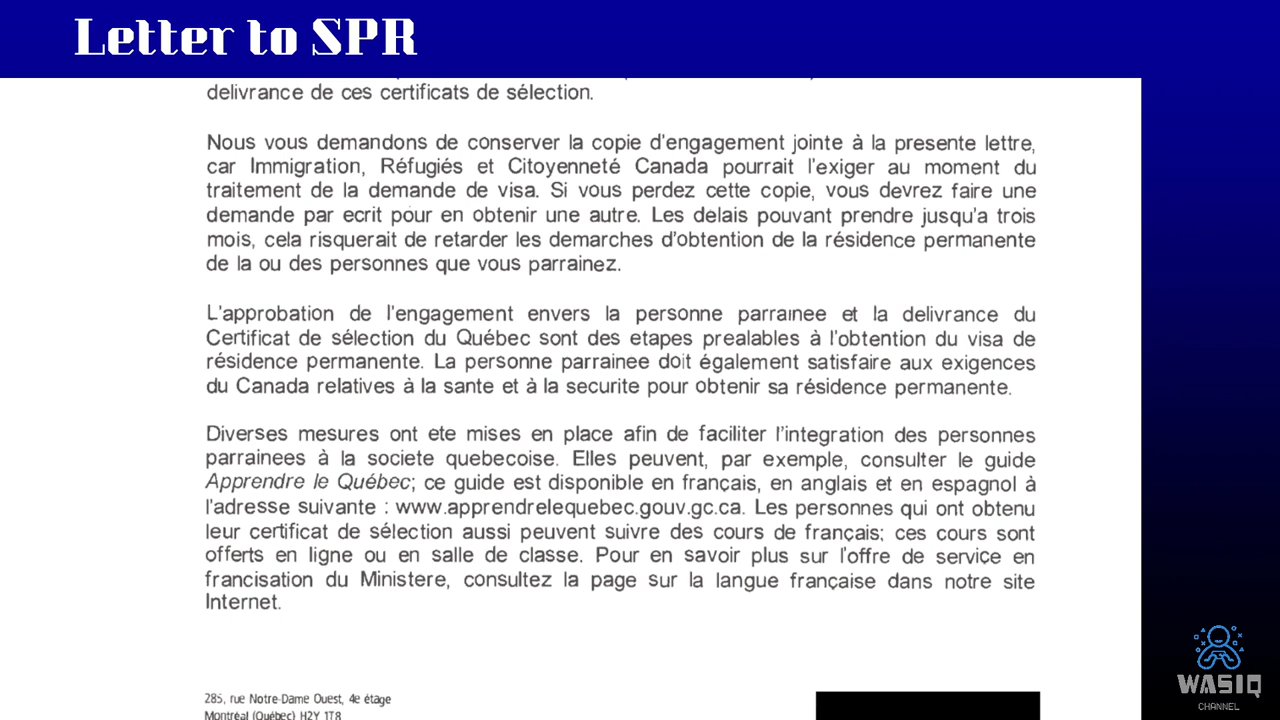 Letter to SPR
delivrance de ces certificats de sélection.
Nous vous demandons de conserver la copie d'engagement jointe à la presente lettre,
car Immigration, Réfugiés et Citoyenneté Canada pourrait l'exiger au moment du
traitement de la demande de visa. Si vous perdez cette copie, vous devrez faire une
demande par ecrit pour en obtenir une autre. Les delais pouvant prendre jusqu'a trois
mois, cela risquerait de retarder les demarches d'obtention de la résidence permanente
de la ou des personnes que vous parrainez.
L'approbation de l'engagement envers la personne parrainee et la delivrance du
Certificat de sélection du Québec sont des etapes prealables à l'obtention du visa de
résidence permanente. La personne parrainee doit également satisfaire aux exigences
du Canada relatives à la sante et à la securite pour obtenir sa résidence permanente.
Diverses mesures ont ete mises en place afin de faciliter l'integration des personnes
parrainees à la societe quebecoise. Elles peuvent, par exemple, consulter le guide
Apprendre le Québec; ce guide est disponible en français, en anglais et en espagnol à
l'adresse suivante : www.apprendrelequebec.gouv.gc.ca. Les personnes qui ont obtenu
leur certificat de sélection aussi peuvent suivre des cours de français; ces cours sont
offerts en ligne ou en salle de classe. Pour en savoir plus sur l'offre de service en
francisation du Ministere, consultez la page sur la langue française dans notre site
Internet.
285, rue Notre-Dame Ouest, 4e étage
Montréal (Québec) H2Y 1T8
WASIQ
CHANNEL